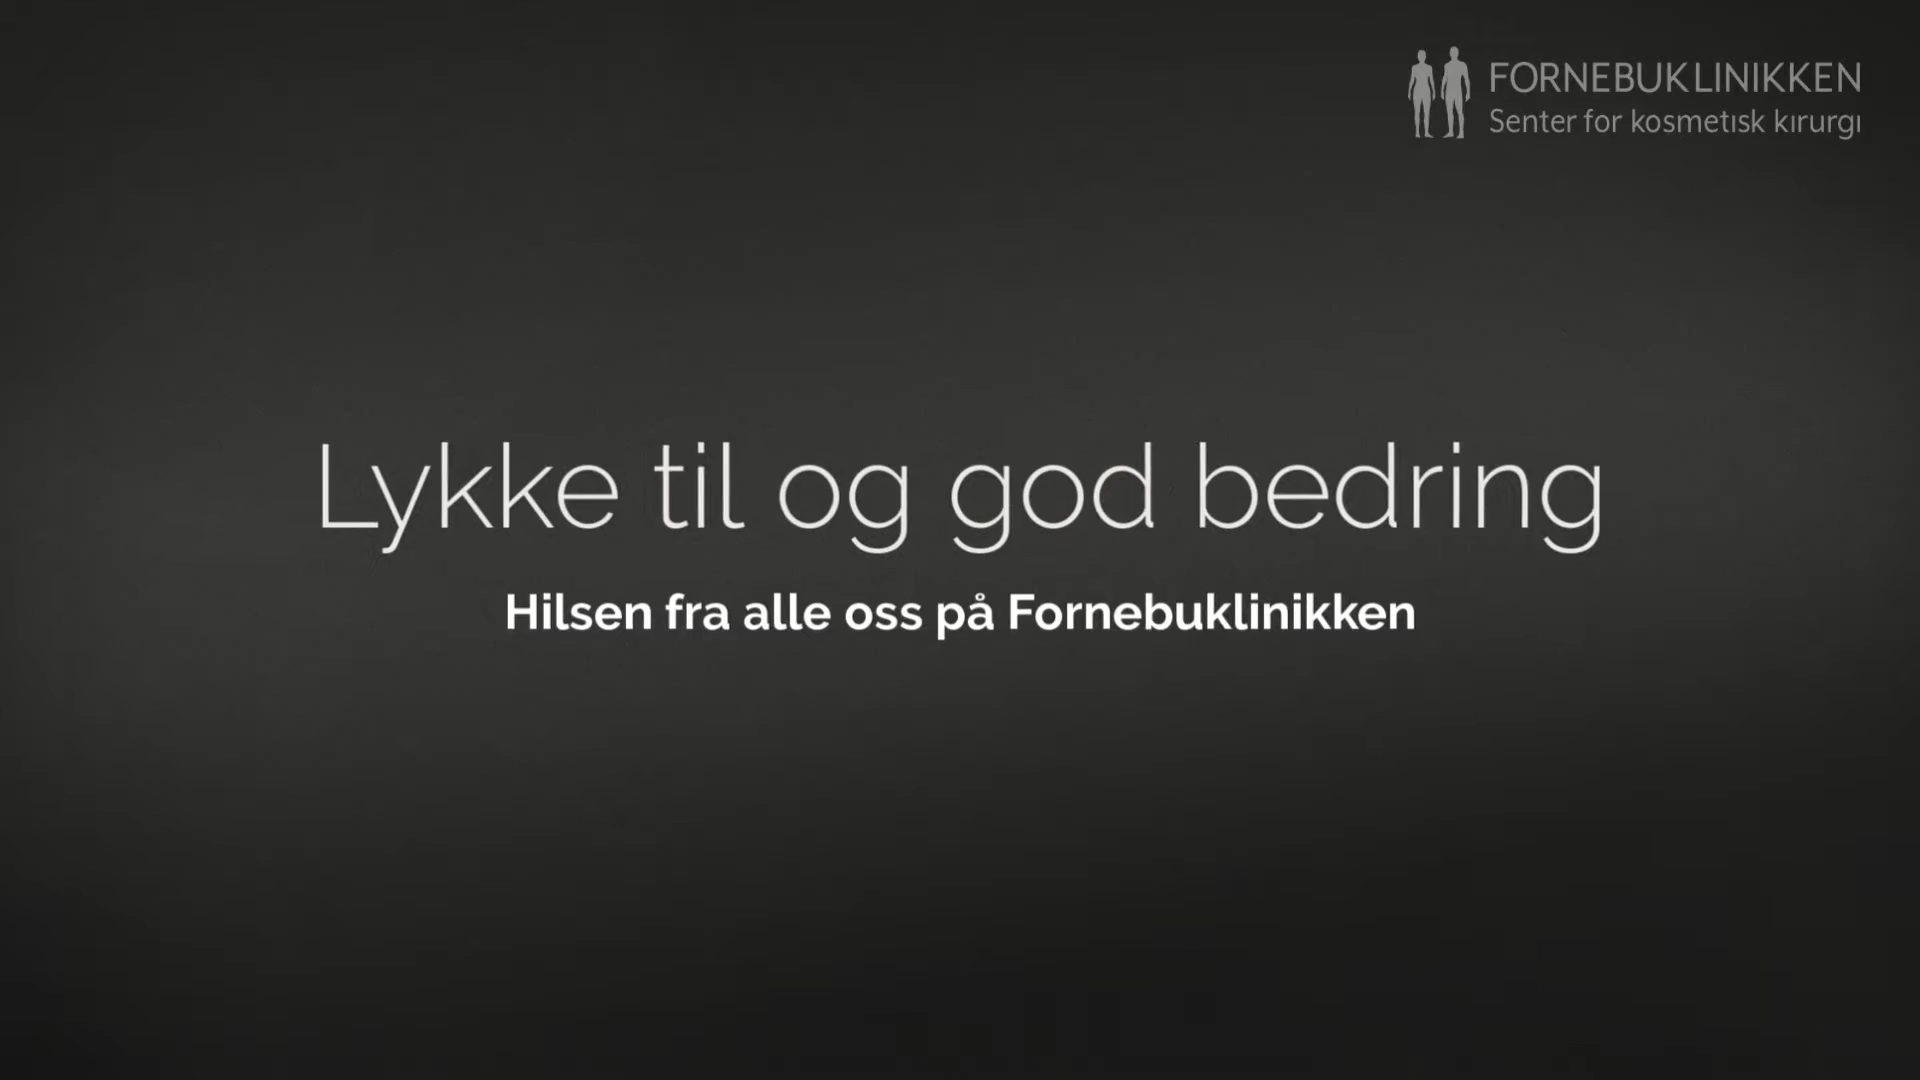 FORNEBUKLINIKKEN
Senter for kosmetisk kirurgi
Lykke til og god bedring
Hilsen fra alle oss på Fornebuklinikken